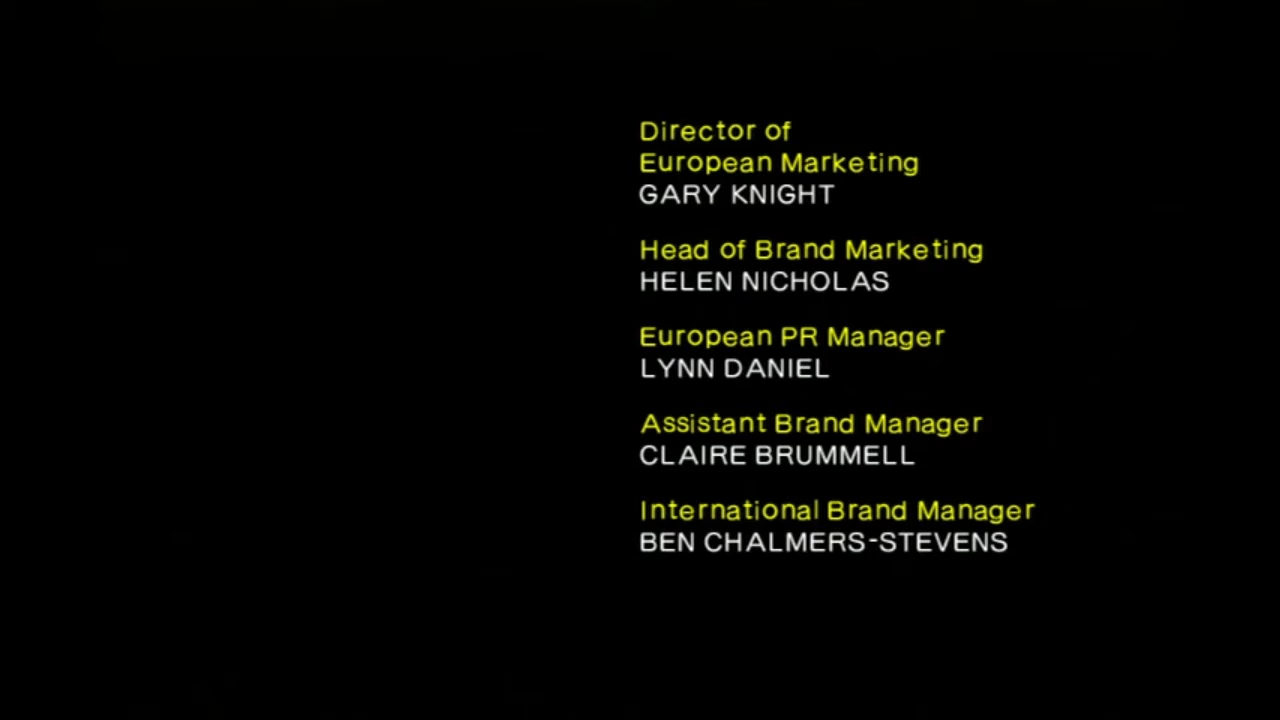 Director of
European Marketing
GARY KNIGHT
Head of Brand Marketing
HELEN NICHOLAS
European PR Manager
LYNN DANIEL
Assistant Brand Manager
CLAIRE BRUMMELL
International Brand Manager
BEN CHALMERS-STEVENS